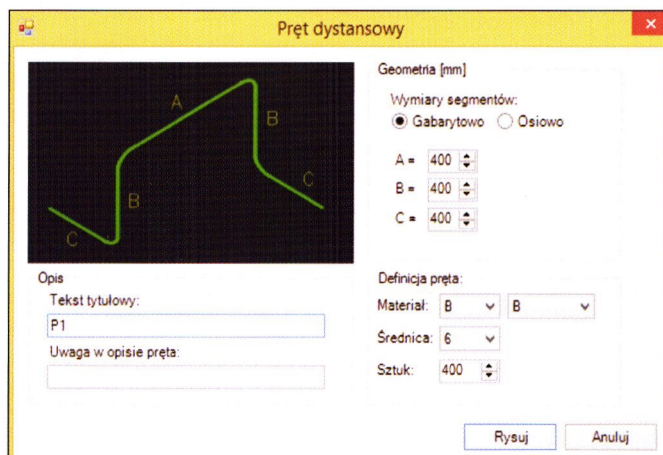 Pręt dystansowy
A
B
B
C
C
Geometria [mm]
Wymiary segmentów:
Gabarytowo Osiowo
A = 400
B = 400
C = 400
Opis
Tekst tytułowy:
P1
Uwaga w opisie pręta:
Definicja pręta:
Materiał: B B
Średnica: 6
Sztuk: 400
Rysuj Anuluj